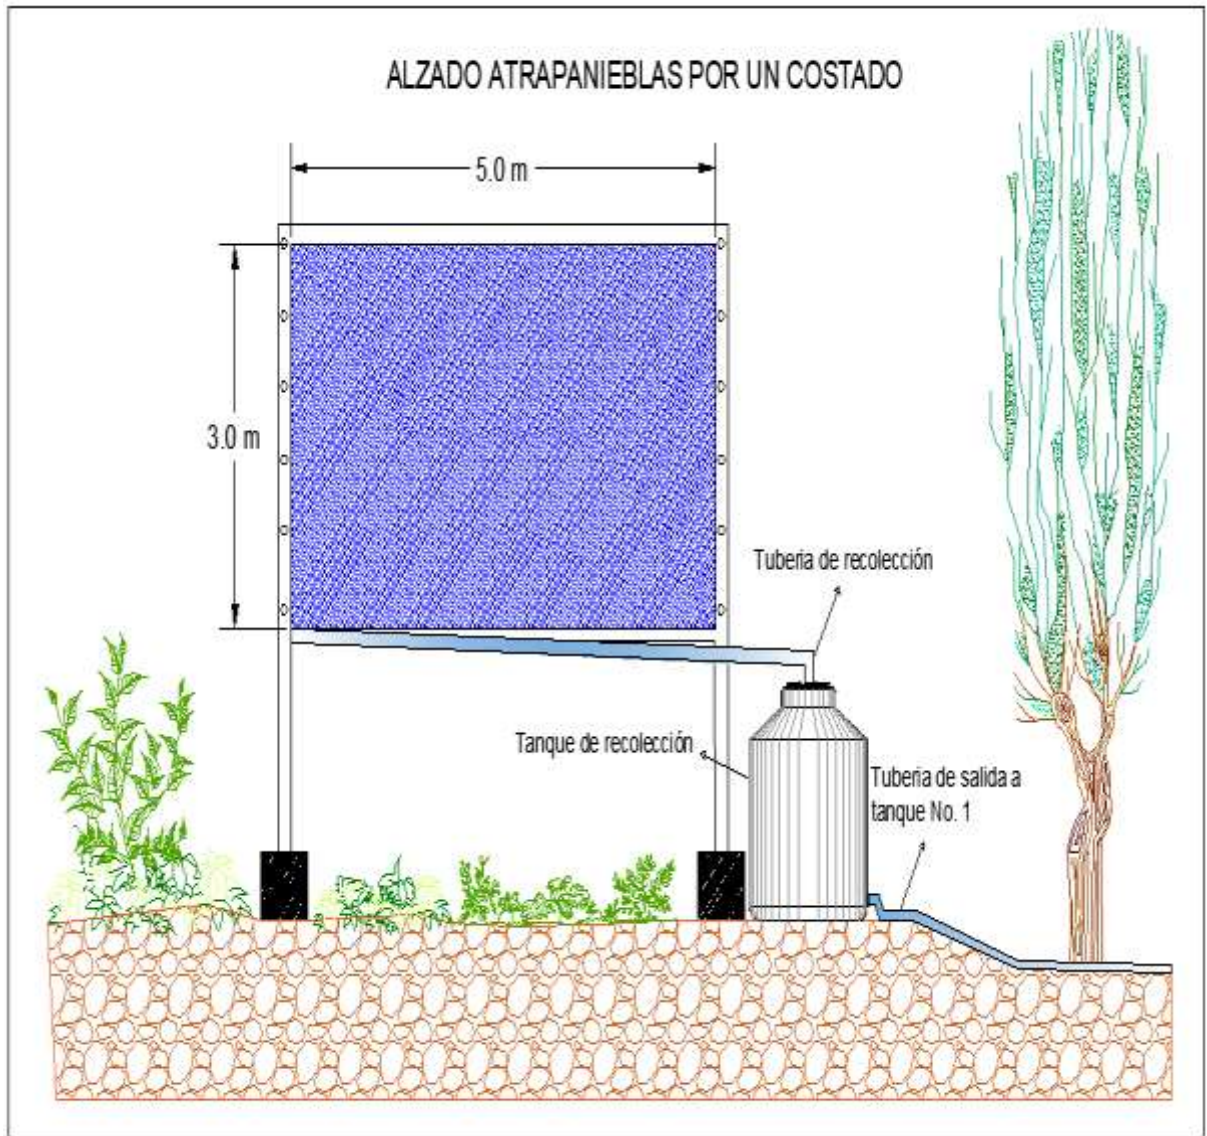 ALZADO ATRAPANIEBLAS POR UN COSTADO
5.0 m
3.0 m
Tuberia de recolección
Tanque de recolección
Tuberia de salida a
tanque No. 1